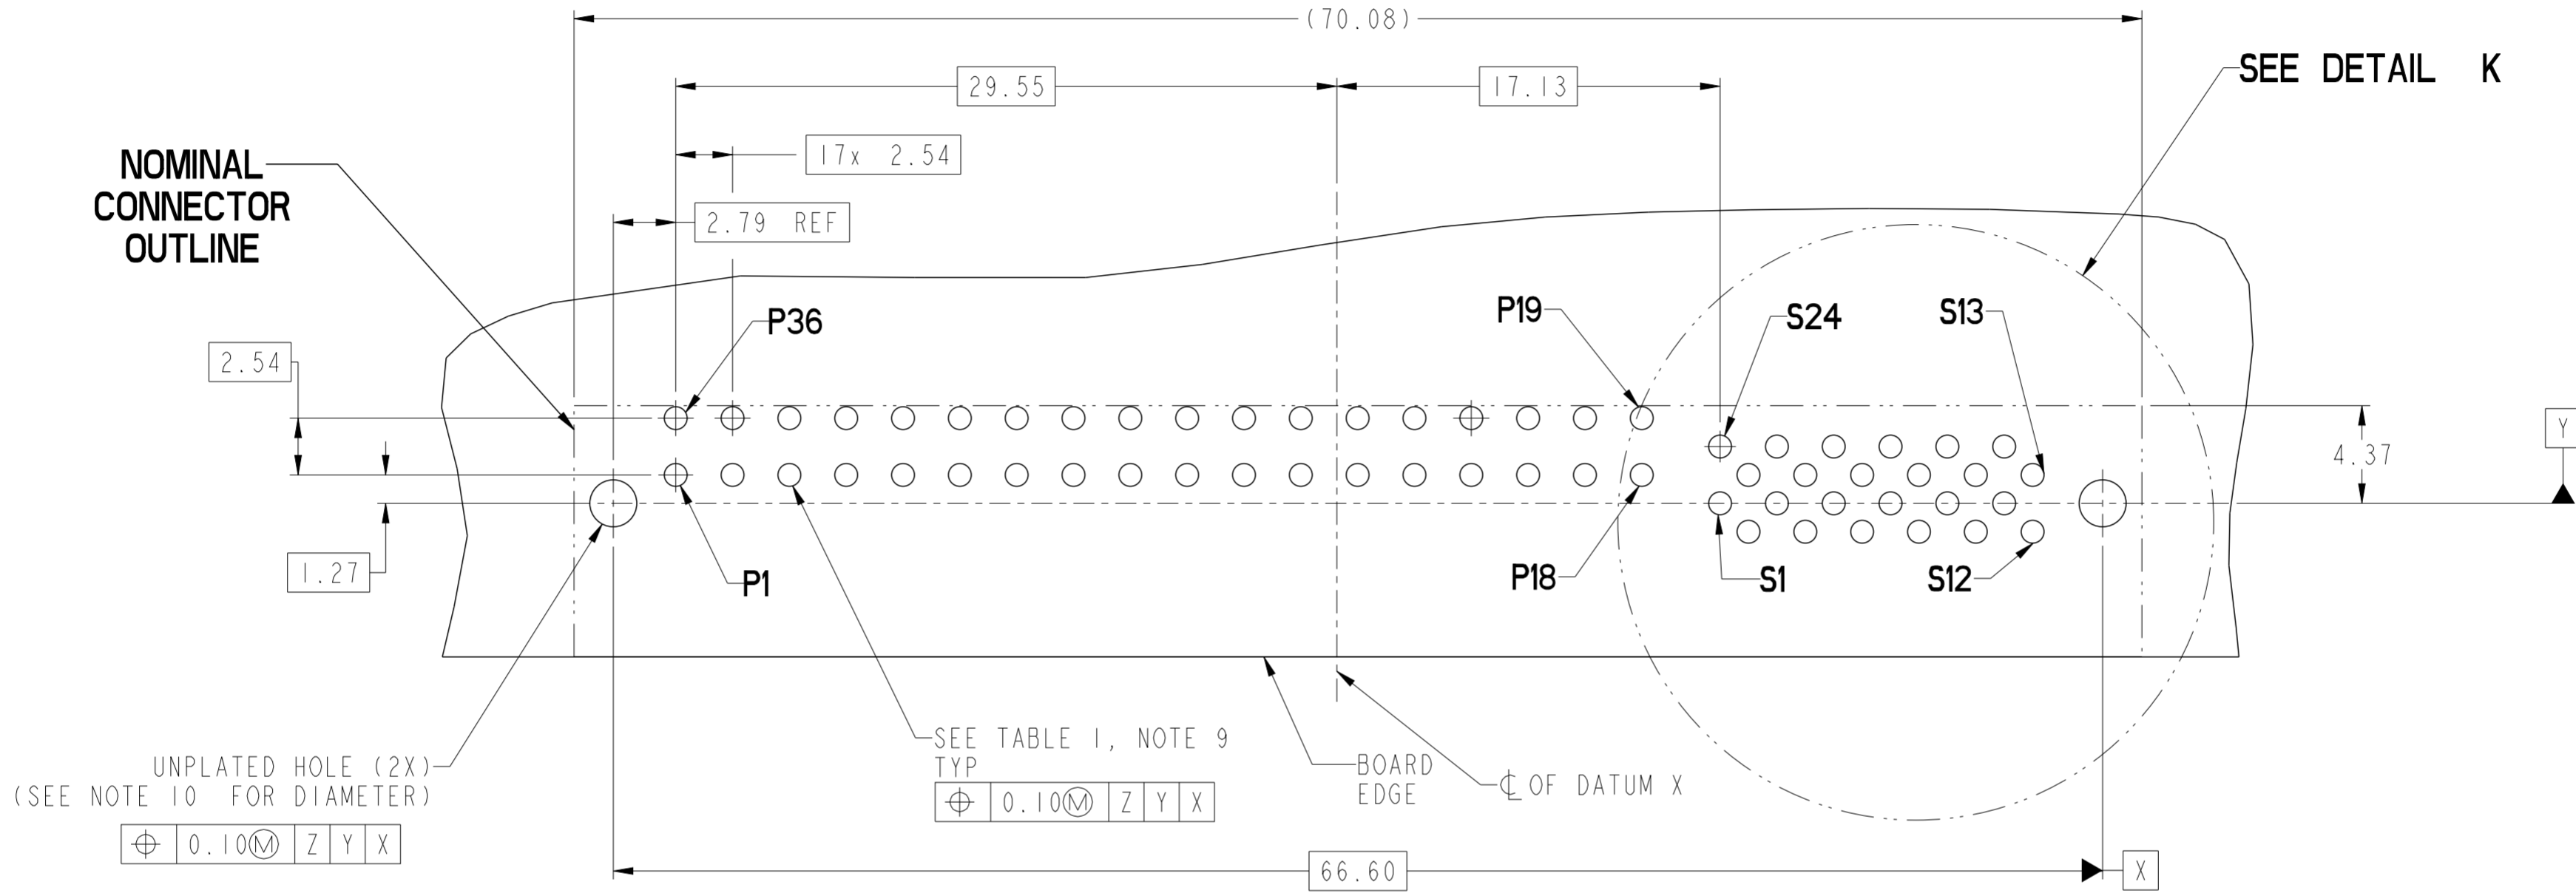 (70.08)
29.55
17.13
SEE DETAIL K
17x 2.54
NOMINAL
CONNECTOR
OUTLINE
2.79 REF
P36
P19
S24
S13
2.54
Y
4.37
1.27
P1
P18
S1
S12
UNPLATED HOLE (2X)
(SEE NOTE 10 FOR DIAMETER)
⌖ 0.10Ⓜ Z Y X
SEE TABLE 1, NOTE 9
TYP
⌖ 0.10Ⓜ Z Y X
BOARD
EDGE
℄ OF DATUM X
66.60
X